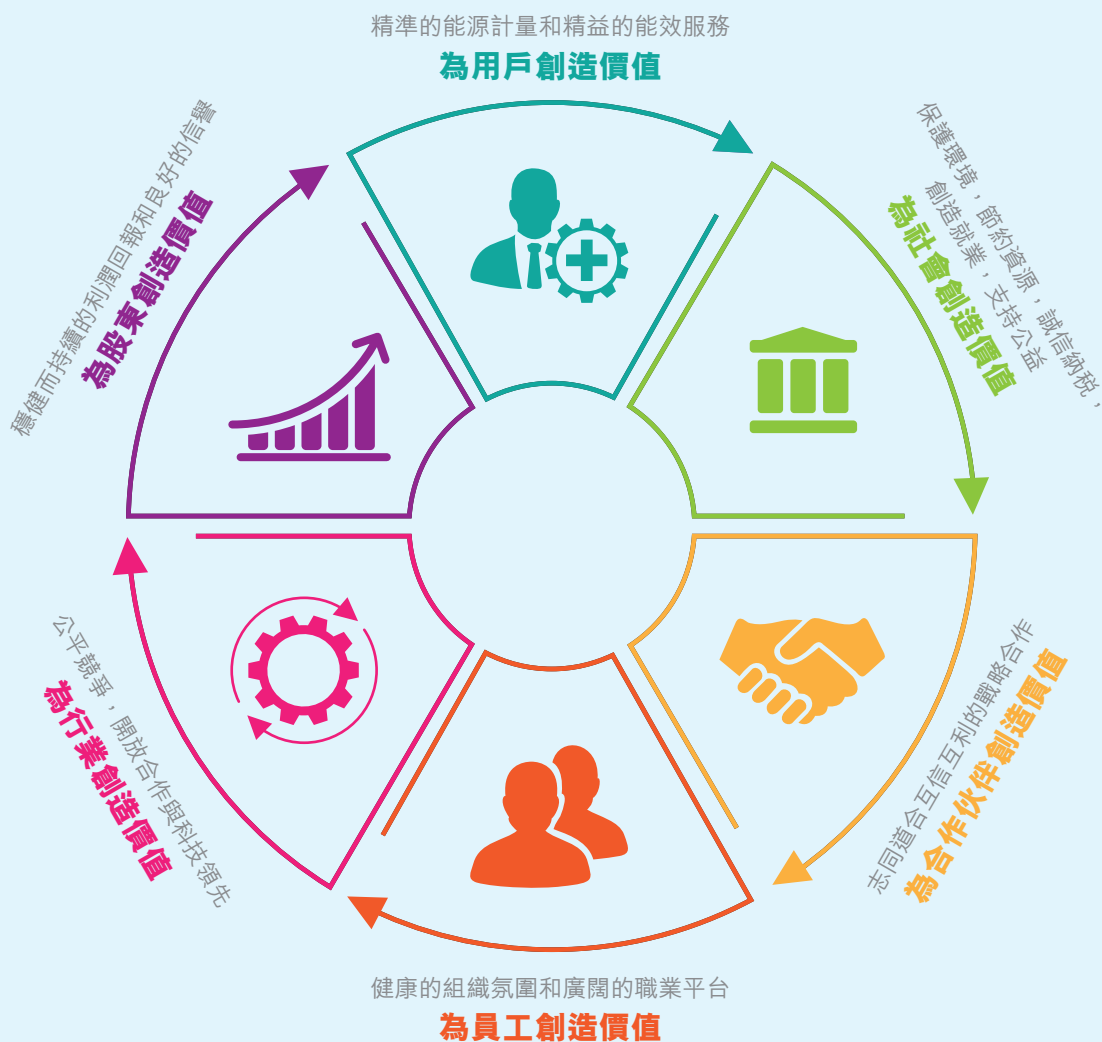 精準的能源計量和精益的能效服務
為用戶創造價值
保護環境，節約資源，誠信納稅，
創造就業，支持公益
為社會創造價值
志同道合互信互利的戰略合作
為合作伙伴創造價值
健康的組織氛圍和廣闊的職業平台
為員工創造價值
公平競爭，開放合作與科技領先
為行業創造價值
穩健而持續的利潤回報和良好的信譽
為股東創造價值